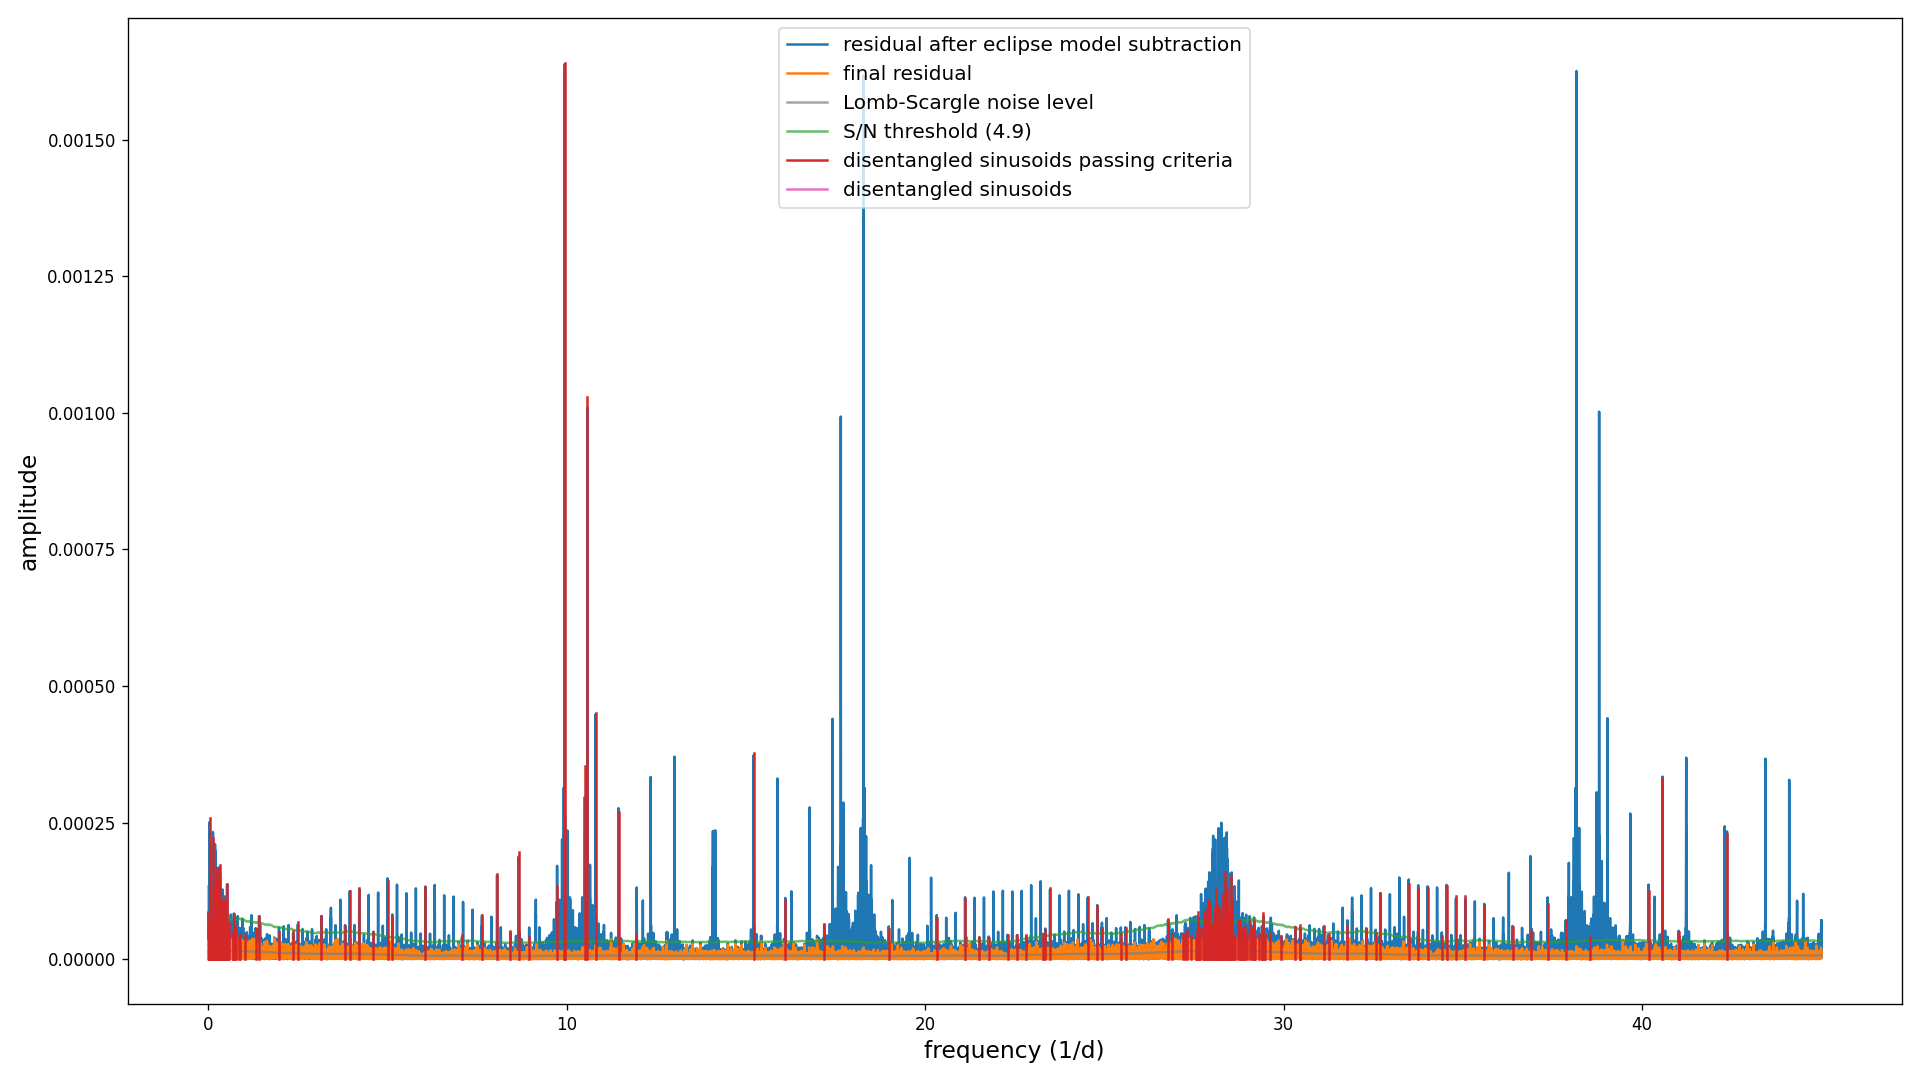 residual after eclipse model subtraction
final residual
Lomb-Scargle noise level
S/N threshold (4.9)
disentangled sinusoids passing criteria
disentangled sinusoids
amplitude
0.00150
0.00125
0.00100
0.00075
0.00050
0.00025
0.00000
0 10 20 30 40
frequency (1/d)